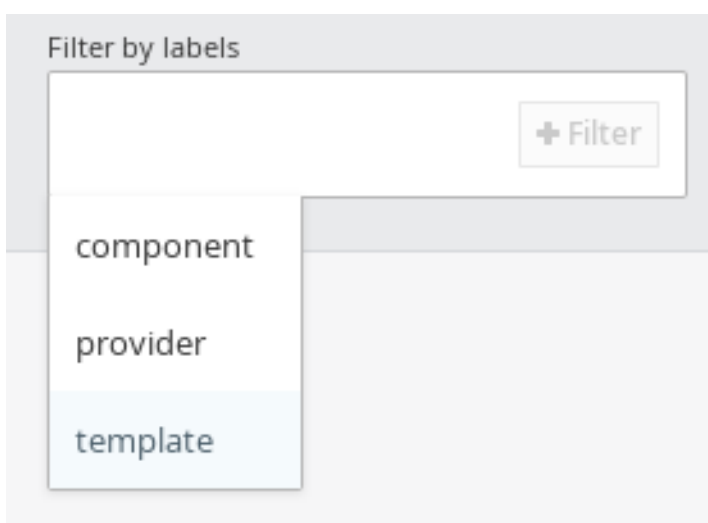 Filter by labels
+ Filter
component
provider
template